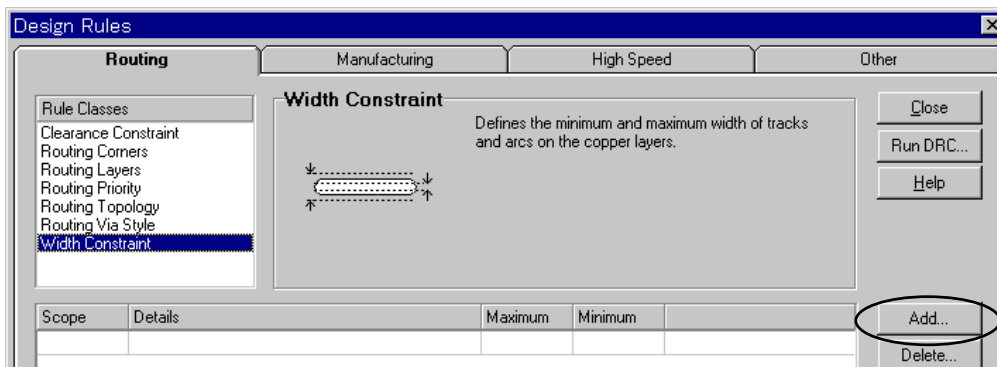 Design Rules
Routing Manufacturing High Speed Other
Rule Classes
Clearance Constraint
Routing Corners
Routing Layers
Routing Priority
Routing Topology
Routing Via Style
Width Constraint
Width Constraint
Defines the minimum and maximum width of tracks
and arcs on the copper layers.
Close
Run DRC...
Help
Scope Details Maximum Minimum
Add...
Delete...